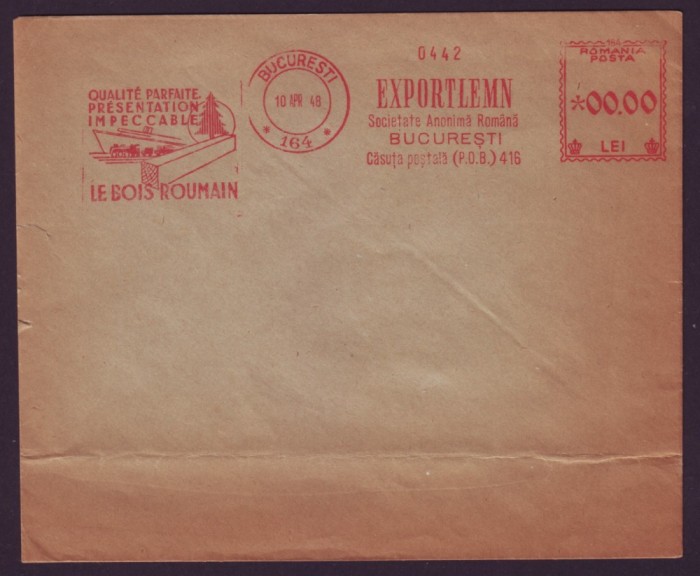 QUALITÉ PARFAITE.
PRÉSENTATION
IMPECCABLE
LE BOIS ROUMAIN
BUCUREȘTI
10 APR 48
* 164 *
0442
EXPORTLEMN
Societate Anonimă Română
BUCUREȘTI
Căsuța poștală (P.O.B.) 416
164
ROMANIA
POSTA
*00.00
LEI